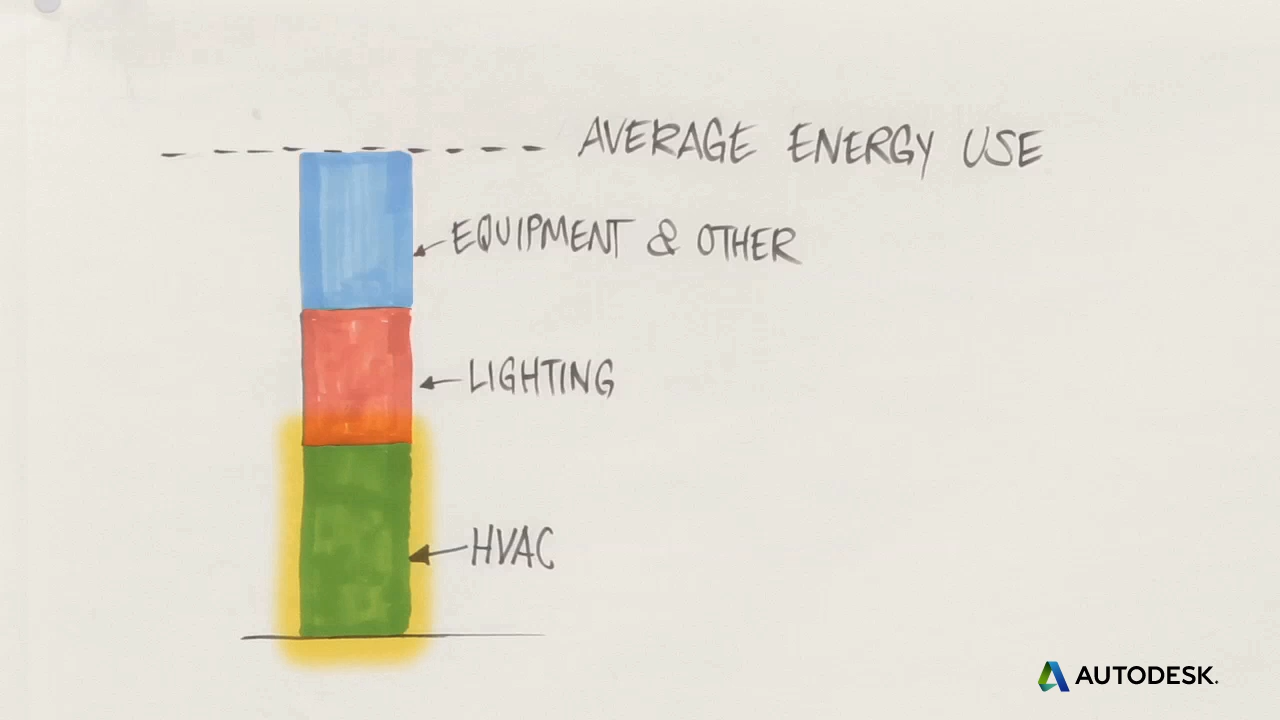 AVERAGE ENERGY USE
EQUIPMENT & OTHER
LIGHTING
HVAC
AUTODESK.